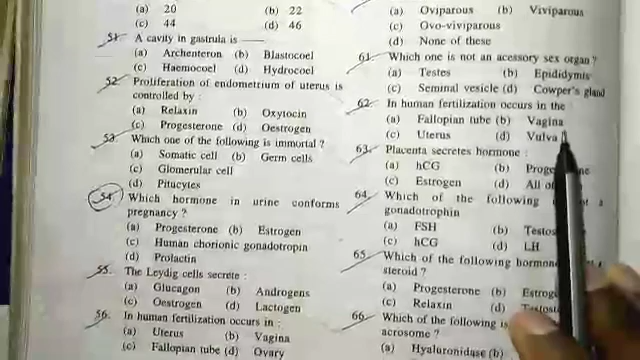 (a) 20 (b) 22
(c) 44 (d) 46
51. A cavity in gastrula is
(a) Archenteron (b) Blastocoel
(c) Haemocoel (d) Hydrocoel
52. Proliferation of endometrium of uterus is
controlled by :
(a) Relaxin (b) Oxytocin
(c) Progesterone (d) Oestrogen
53. Which one of the following is immortal ?
(a) Somatic cell (b) Germ cells
(c) Glomerular cell
(d) Pitucytes
54. Which hormone in urine conforms
pregnancy ?
(a) Progesterone (b) Estrogen
(c) Human chorionic gonadotropin
(d) Prolactin
55. The Leydig cells secrete :
(a) Glucagon (b) Androgens
(c) Oestrogen (d) Lactogen
56. In human fertilization occurs in :
(a) Uterus (b) Vagina
(c) Fallopian tube (d) Ovary
(a) Oviparous (b) Viviparous
(c) Ovo-viviparous
(d) None of these
61. Which one is not an acessory sex organ ?
(a) Testes (b) Epididymis
(c) Seminal vesicle (d) Cowper's gland
62. In human fertilization occurs in the
(a) Fallopian tube (b) Vagina
(c) Uterus (d) Vulva
63. Placenta secretes hormone :
(a) hCG (b)
(c) Estrogen (d) All
64. Which of the following a
gonadotrophin
(a) FSH (b)
(c) hCG (d) LH
65. Which of the following
steroid ?
(a) Progesterone (b)
(c) Relaxin (d)
66. Which of the following is
acrosome ?
(a) Hyaluronidase (b)